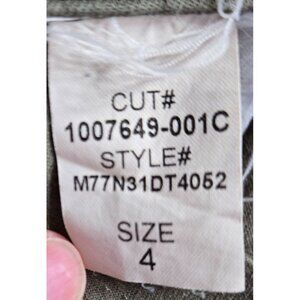 CUT#
1007649-001C
STYLE#
M77N31DT4052
SIZE
4